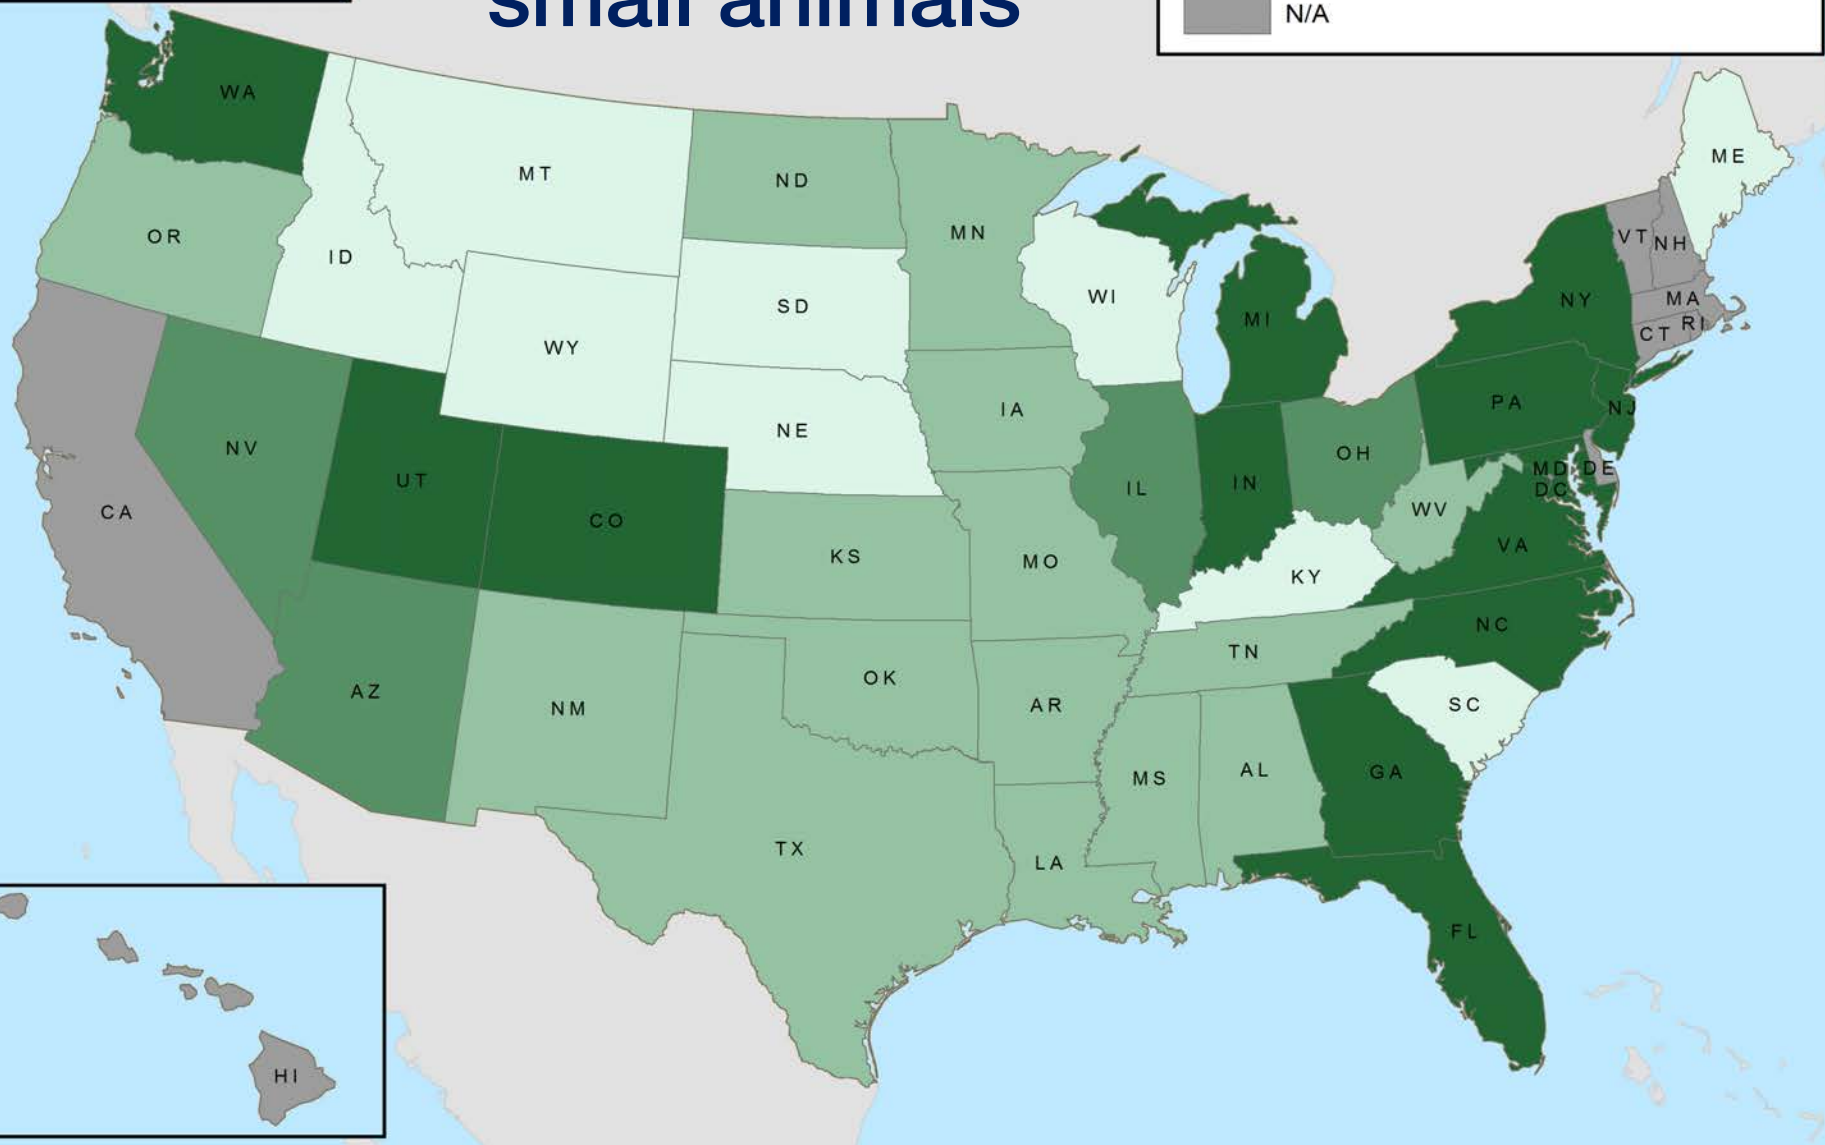 small animals
N/A
WA
OR
ID
MT
ND
MN
ME
SD
WI
WY
MI
NY
VT
NH
MA
RI
CT
NV
UT
CO
NE
IA
IL
IN
OH
PA
NJ
MD
DE
DC
CA
KS
MO
KY
WV
VA
AZ
NM
OK
AR
TN
NC
SC
TX
LA
MS
AL
GA
FL
HI